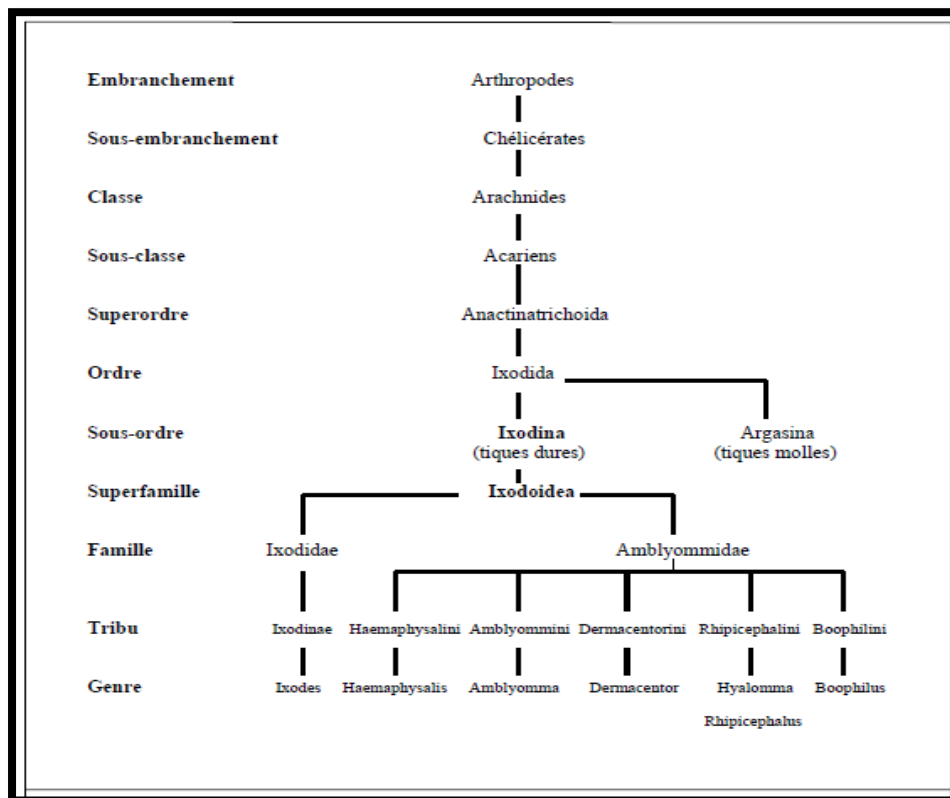 Embranchement Arthropodes
Sous-embranchement Chélicérates
Classe Arachnides
Sous-classe Acariens
Superordre Anactinatrichoida
Ordre Ixodida
Sous-ordre Ixodina Argasina
(tiques dures) (tiques molles)
Superfamille Ixodoidea
Famille Ixodidae Amblyommidae
Tribu Ixodinae Haemaphysalini Amblyommini Dermacentorini Rhipicephalini Boophilini
Genre Ixodes Haemaphysalis Amblyomma Dermacentor Hyalomma Boophilus
Rhipicephalus